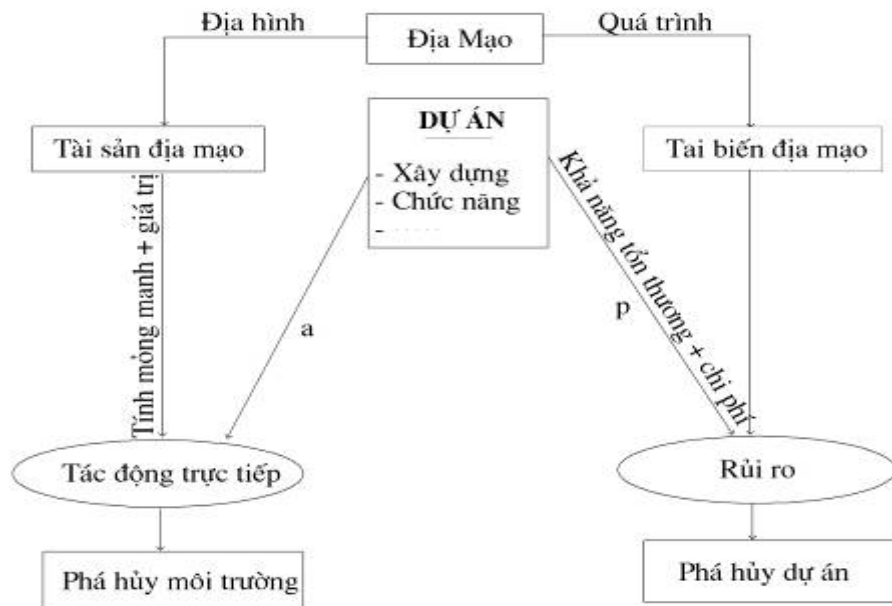 Địa hình
Địa Mạo
Quá trình
DỰ ÁN
- Xây dựng
- Chức năng
- .....
Tài sản địa mạo
Tai biến địa mạo
Tính mỏng manh + giá trị
Khả năng tổn thương + chi phí
a
p
Tác động trực tiếp
Rủi ro
Phá hủy môi trường
Phá hủy dự án